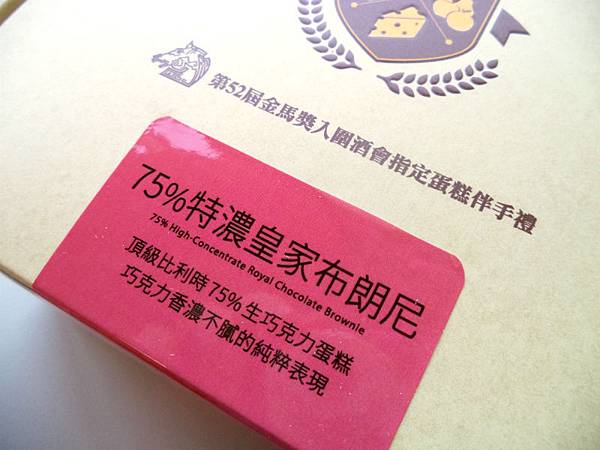 第52屆金馬獎入圍酒會指定蛋糕伴手禮
75%特濃皇家布朗尼
75% High-Concentrate Royal Chocolate Brownie
頂級比利時 75% 生巧克力蛋糕
巧克力香濃不膩的純粹表現